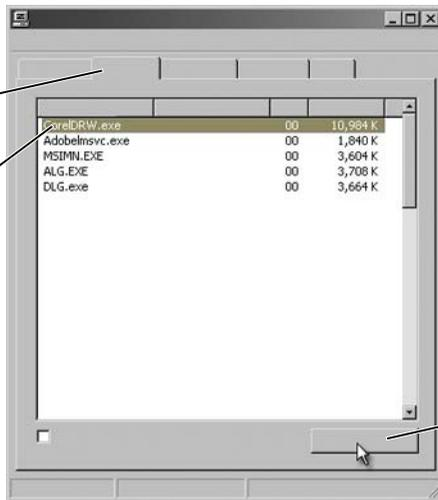 CorelDRW.exe 00 10,984 K
Adobelmsvc.exe 00 1,840 K
MSIMN.EXE 00 3,604 K
ALG.EXE 00 3,708 K
DLG.exe 00 3,664 K